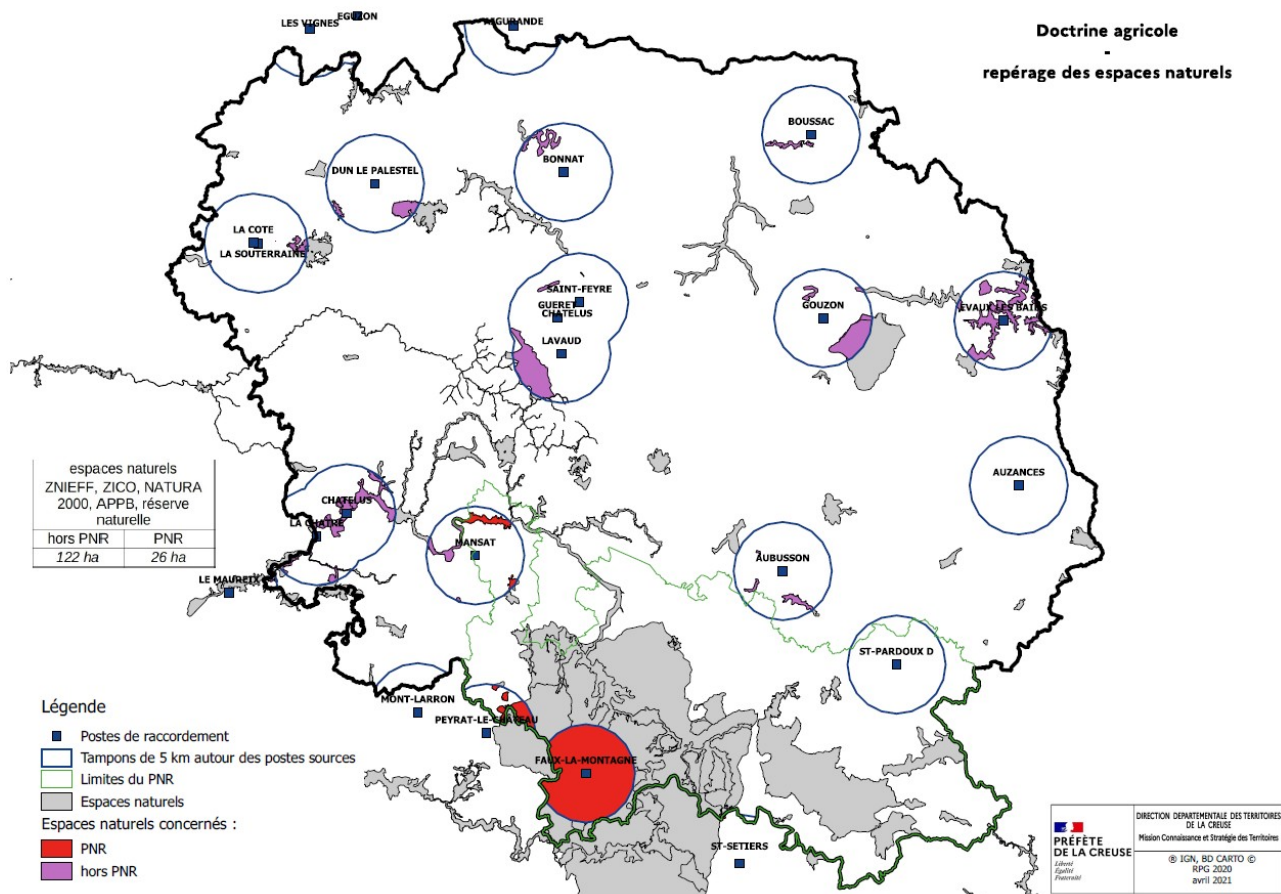 Doctrine agricole
-
repérage des espaces naturels
LES VIGNES
EGUZON
AIGURANDE
BOUSSAC
BONNAT
DUN LE PALESTEL
LA COTE
LA SOUTERRAINE
SAINT-FEYRE
GUERET
CHATELUS
LAVAUD
GOUZON
EVAUX LES BAINS
AUZANCES
CHATELUS
LA CHATRE
MANSAT
AUBUSSON
LE MAUREIX
ST-PARDOUX D
MONT-LARRON
PEYRAT-LE-CHATEAU
FAUX-LA-MONTAGNE
ST-SETIERS
espaces naturels
ZNIEFF, ZICO, NATURA
2000, APPB, réserve
naturelle
hors PNR PNR
122 ha 26 ha
Légende
Postes de raccordement
Tampons de 5 km autour des postes sources
Limites du PNR
Espaces naturels
Espaces naturels concernés :
PNR
hors PNR
PRÉFÈTE
DE LA CREUSE
Liberté
Égalité
Fraternité
DIRECTION DEPARTEMENTALE DES TERRITOIRES
DE LA CREUSE
Mission Connaissance et Stratégie des Territoires
® IGN, BD CARTO ©
RPG 2020
avril 2021